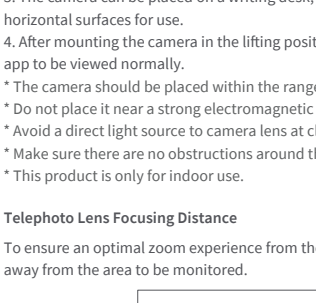 3. The camera can be placed on a writing desk,
horizontal surfaces for use.
4. After mounting the camera in the lifting posit
app to be viewed normally.
* The camera should be placed within the range
* Do not place it near a strong electromagnetic
* Avoid a direct light source to camera lens at cl
* Make sure there are no obstructions around th
* This product is only for indoor use.
Telephoto Lens Focusing Distance
To ensure an optimal zoom experience from the
away from the area to be monitored.